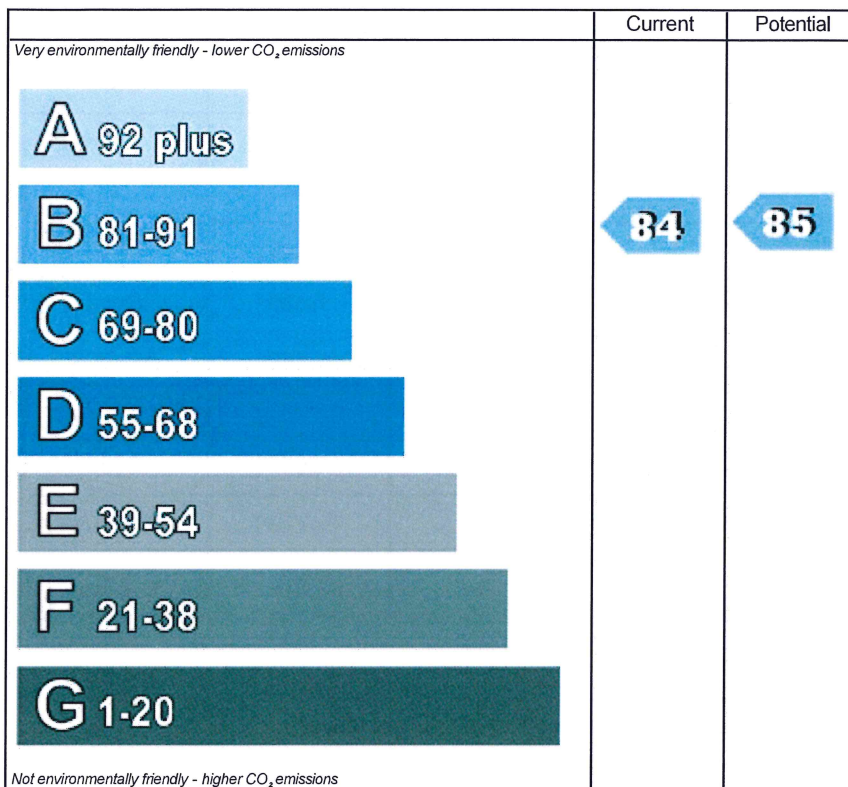 Current Potential
Very environmentally friendly - lower CO₂ emissions
A 92 plus
B 81-91 84 85
C 69-80
D 55-68
E 39-54
F 21-38
G 1-20
Not environmentally friendly - higher CO₂ emissions